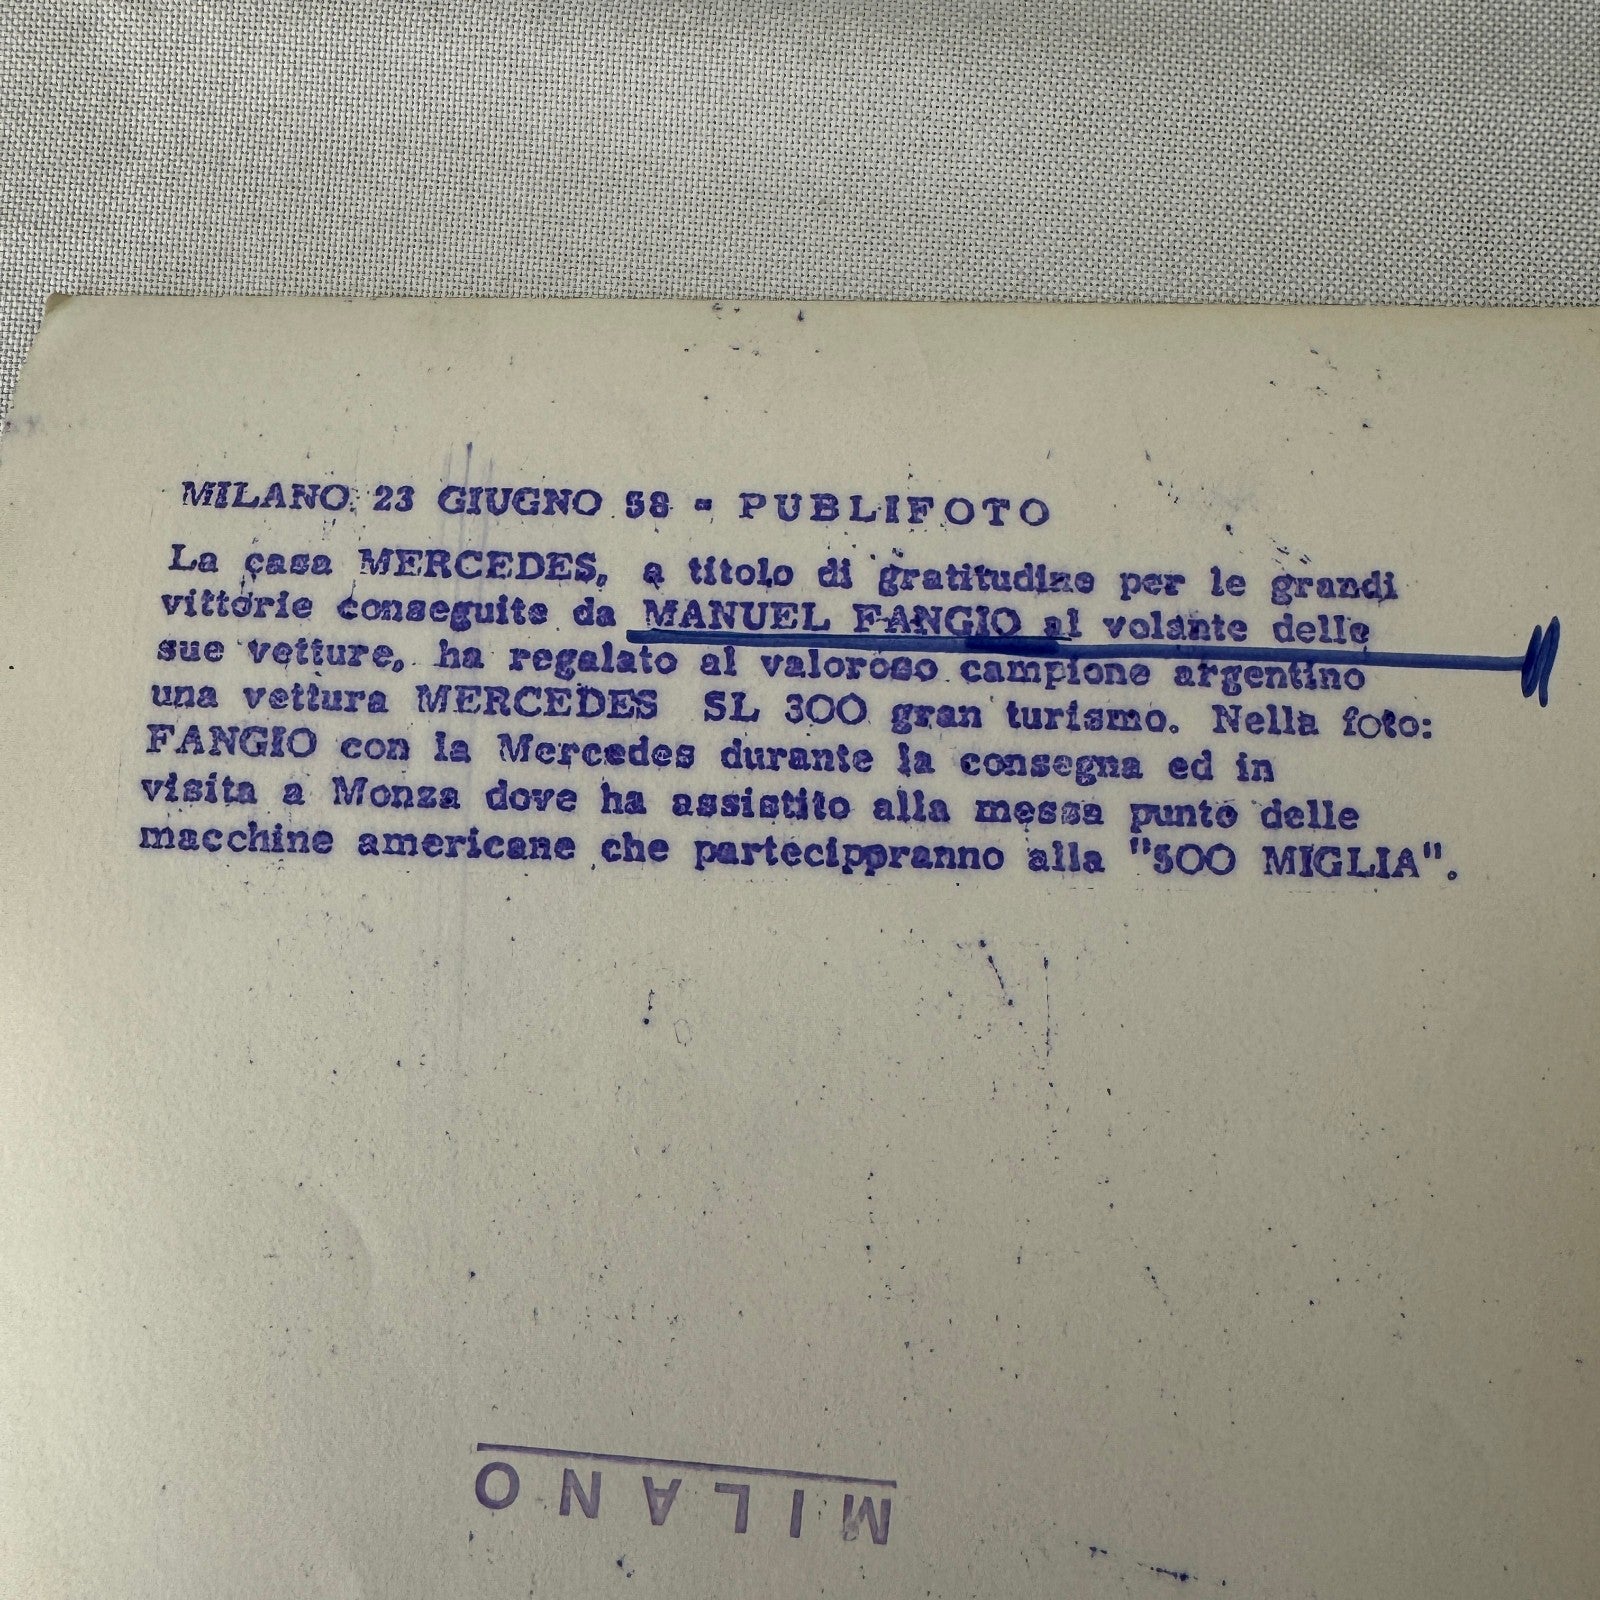 MILANO 23 GIUGNO 58 - PUBLIFOTO
La casa MERCEDES, a titolo di gratitudine per le grandi
vittorie conseguite da MANUEL FANGIO al volante delle
sue vetture, ha regalato al valoroso campione argentino
una vettura MERCEDES SL 300 gran turismo. Nella foto:
FANGIO con la Mercedes durante la consegna ed in
visita a Monza dove ha assistito alla messa punto delle
macchine americane che parteciperanno alla "500 MIGLIA".
MILANO